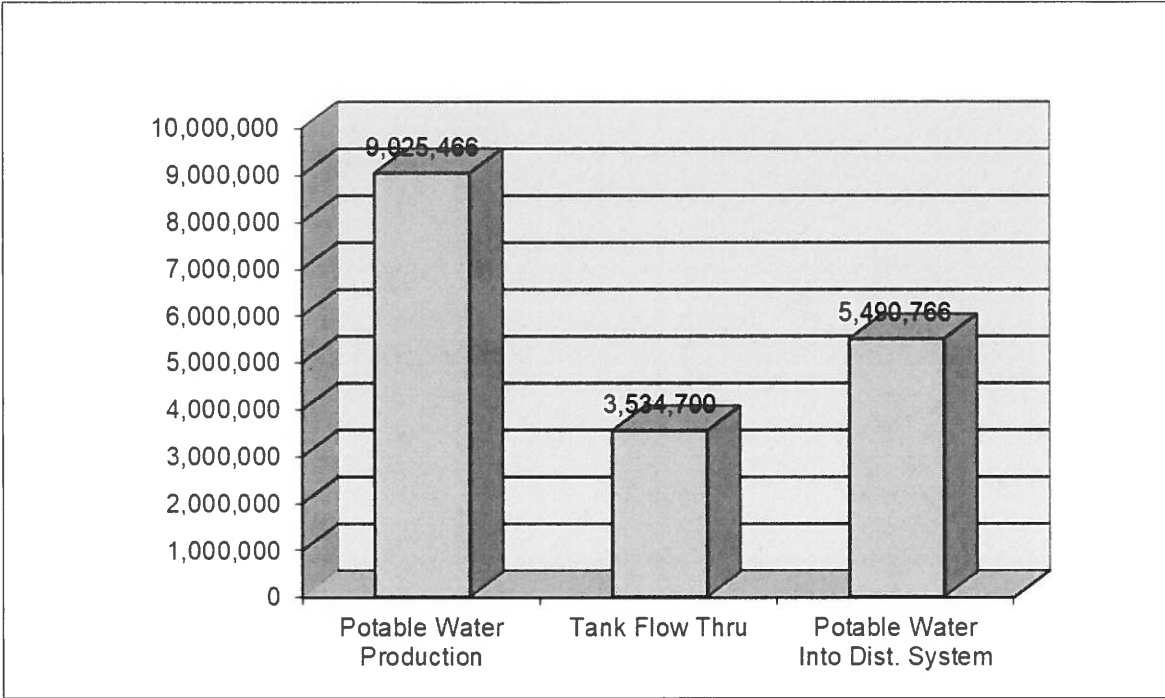 10,000,000
9,000,000
8,000,000
7,000,000
6,000,000
5,000,000
4,000,000
3,000,000
2,000,000
1,000,000
0
9,025,466
3,534,700
5,490,766
Potable Water
Production
Tank Flow Thru
Potable Water
Into Dist. System